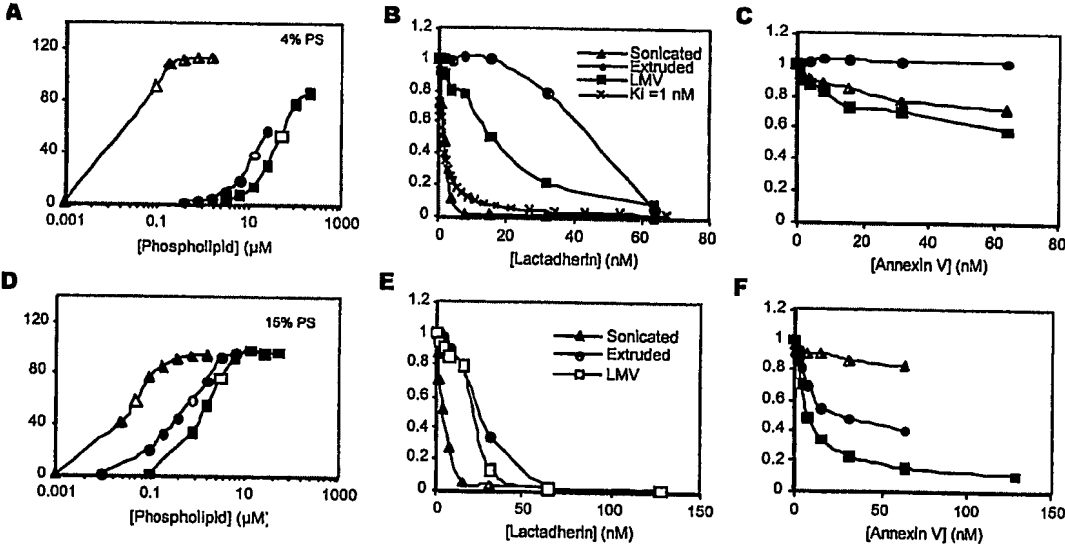 A
120
80
40
0
0.001
0.1
10
1000
4% PS
[Phospholipid] (µM
B
1.2
1
0.8
0.6
0.4
0.2
0
0
20
40
60
80
Sonicated
Extruded
LMV
Ki =1 nM
[Lactadherin] (nM)
C
1.2
1
0.8
0.6
0.4
0.2
0
0
20
40
60
80
[Annexin V] (nM)
D
120
80
40
0
0.001
0.1
10
1000
15% PS
[Phospholipid] (µM)
E
1.2
1
0.8
0.6
0.4
0.2
0
0
50
100
150
Sonicated
Extruded
LMV
[Lactadherin] (nM)
F
1.2
1
0.8
0.6
0.4
0.2
0
0
50
100
150
[Annexin V] (nM)